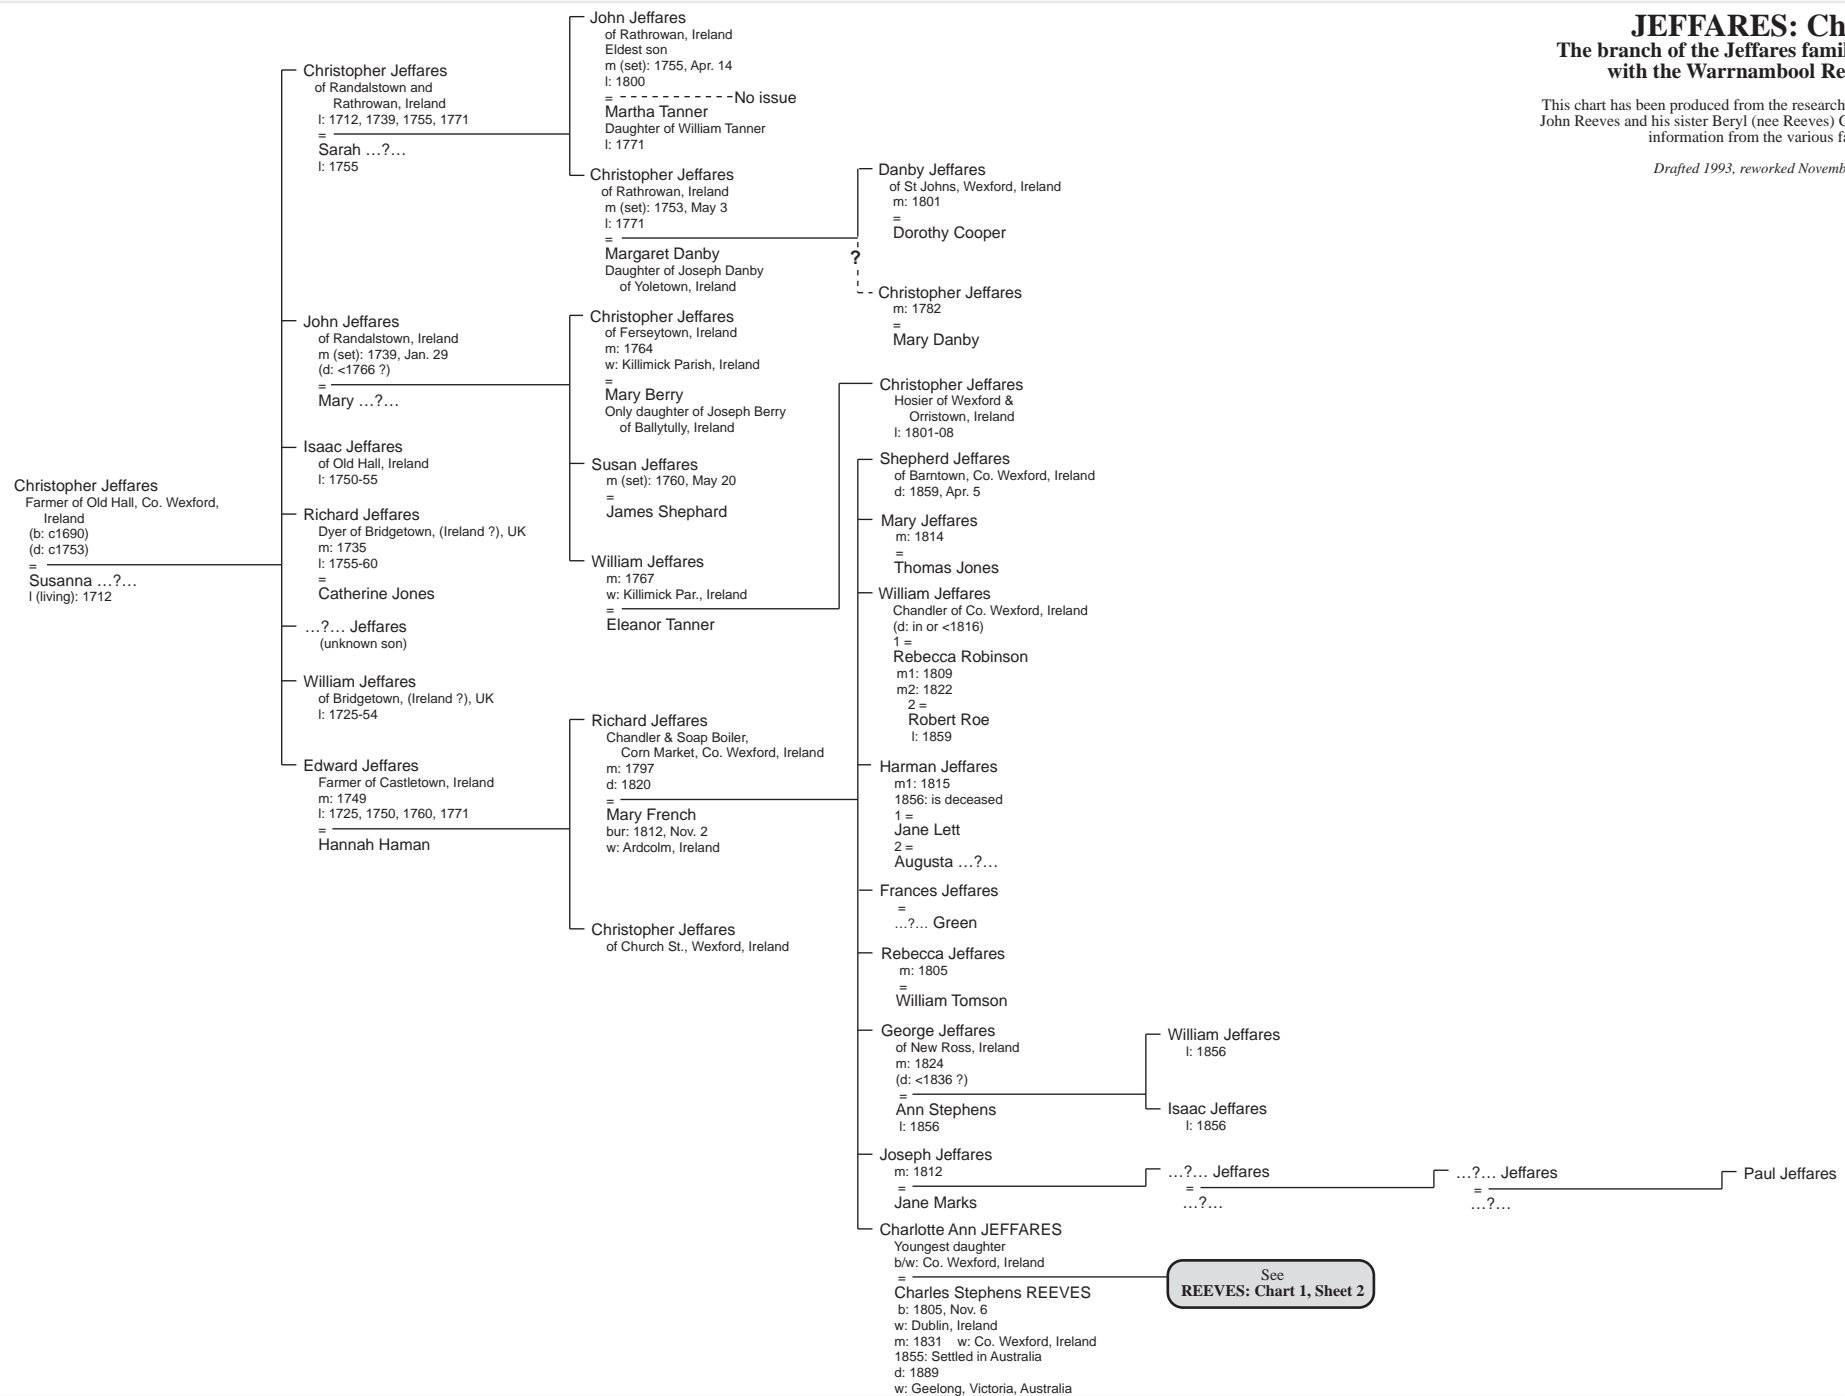 JEFFARES: Ch
The branch of the Jeffares famil
with the Warrnambool Re
This chart has been produced from the research
John Reeves and his sister Beryl (nee Reeves) C
information from the various fa
Drafted 1993, reworked Novemb
Christopher Jeffares
Farmer of Old Hall, Co. Wexford,
Ireland
(b: c1690)
(d: c1753)
=
Susanna …?…
l (living): 1712
Christopher Jeffares
of Randalstown and
Rathrowan, Ireland
l: 1712, 1739, 1755, 1771
=
Sarah …?…
l: 1755
John Jeffares
of Randalstown, Ireland
m (set): 1739, Jan. 29
(d: <1766 ?)
=
Mary …?…
Isaac Jeffares
of Old Hall, Ireland
l: 1750-55
Richard Jeffares
Dyer of Bridgetown, (Ireland ?), UK
m: 1735
l: 1755-60
=
Catherine Jones
…?… Jeffares
(unknown son)
William Jeffares
of Bridgetown, (Ireland ?), UK
l: 1725-54
Edward Jeffares
Farmer of Castletown, Ireland
m: 1749
l: 1725, 1750, 1760, 1771
=
Hannah Haman
John Jeffares
of Rathrowan, Ireland
Eldest son
m (set): 1755, Apr. 14
l: 1800
= No issue
Martha Tanner
Daughter of William Tanner
l: 1771
Christopher Jeffares
of Rathrowan, Ireland
m (set): 1753, May 3
l: 1771
=
Margaret Danby
Daughter of Joseph Danby
of Yoletown, Ireland
Christopher Jeffares
of Ferseytown, Ireland
m: 1764
w: Killimick Parish, Ireland
=
Mary Berry
Only daughter of Joseph Berry
of Ballytully, Ireland
Susan Jeffares
m (set): 1760, May 20
=
James Shephard
William Jeffares
m: 1767
w: Killimick Par., Ireland
=
Eleanor Tanner
Richard Jeffares
Chandler & Soap Boiler,
Corn Market, Co. Wexford, Ireland
m: 1797
d: 1820
=
Mary French
bur: 1812, Nov. 2
w: Ardcolm, Ireland
Christopher Jeffares
of Church St., Wexford, Ireland
Danby Jeffares
of St Johns, Wexford, Ireland
m: 1801
=
Dorothy Cooper
?
Christopher Jeffares
m: 1782
=
Mary Danby
Christopher Jeffares
Hosier of Wexford &
Orristown, Ireland
l: 1801-08
Shepherd Jeffares
of Barntown, Co. Wexford, Ireland
d: 1859, Apr. 5
Mary Jeffares
m: 1814
=
Thomas Jones
William Jeffares
Chandler of Co. Wexford, Ireland
(d: in or <1816)
1 =
Rebecca Robinson
m1: 1809
m2: 1822
2 =
Robert Roe
l: 1859
Harman Jeffares
m1: 1815
1856: is deceased
1 =
Jane Lett
2 =
Augusta …?…
Frances Jeffares
=
…?… Green
Rebecca Jeffares
m: 1805
=
William Tomson
George Jeffares
of New Ross, Ireland
m: 1824
(d: <1836 ?)
=
Ann Stephens
l: 1856
Joseph Jeffares
m: 1812
=
Jane Marks
Charlotte Ann JEFFARES
Youngest daughter
b/w: Co. Wexford, Ireland
=
Charles Stephens REEVES
b: 1805, Nov. 6
w: Dublin, Ireland
m: 1831 w: Co. Wexford, Ireland
1855: Settled in Australia
d: 1889
w: Geelong, Victoria, Australia
William Jeffares
l: 1856
Isaac Jeffares
l: 1856
…?… Jeffares
=
…?…
See
REEVES: Chart 1, Sheet 2
…?… Jeffares
=
…?…
Paul Jeffares